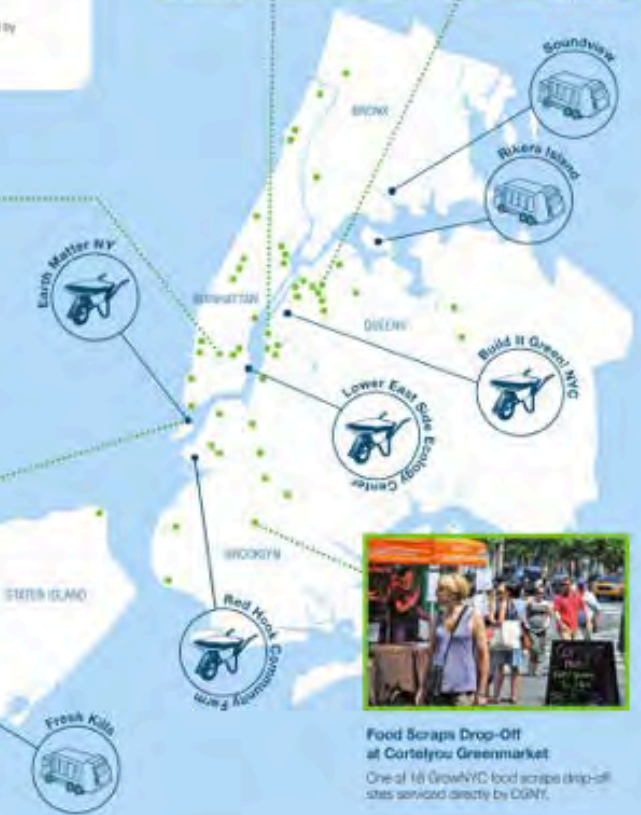 by
Soundview
BRONX
Rikers Island
Earth Matter NY
MANHATTAN
QUEENS
Build It Green! NYC
Lower East Side Ecology Center
BROOKLYN
STATEN ISLAND
Red Hook Community Farm
Fresh Kills
Food Scraps Drop-Off
at Cortelyou Greenmarket
One of 16 GrowNYC food scraps drop-off
sites serviced directly by DSNY.